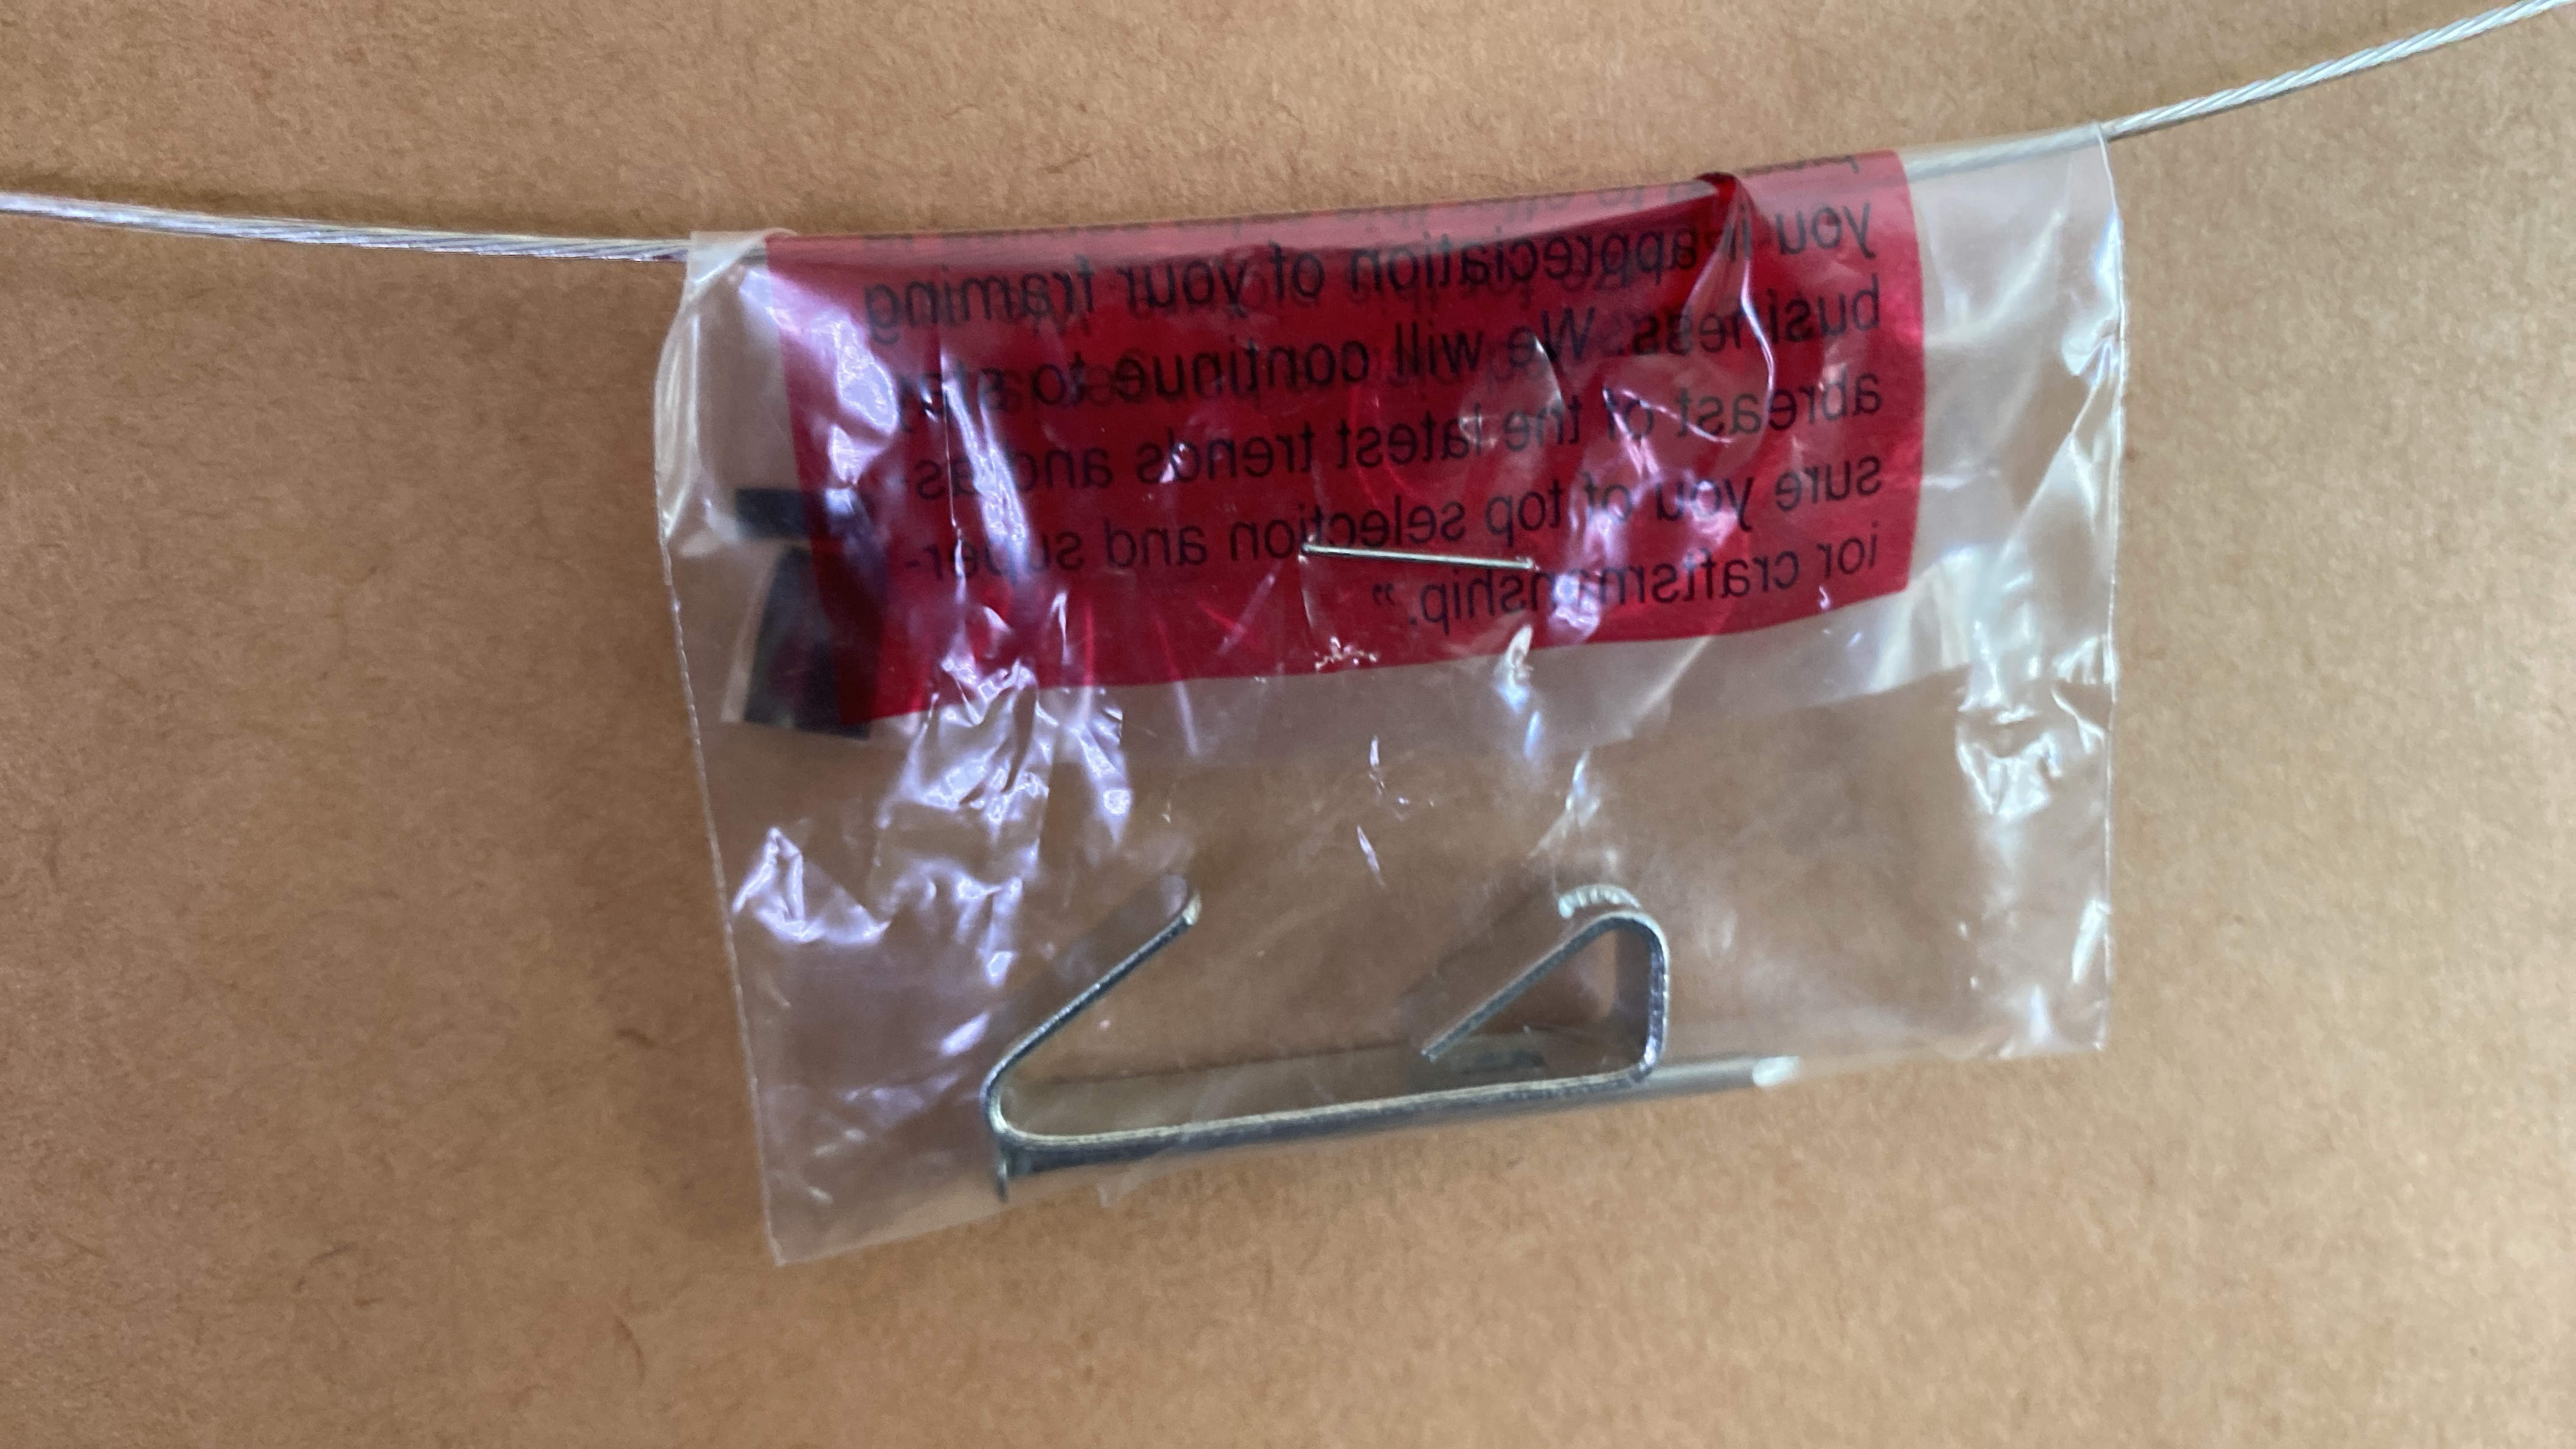 you in appreciation of your framing
business. We will continue to stay
abreast of the latest trends and as-
sure you of top selection and super-
ior craftsmanship.”